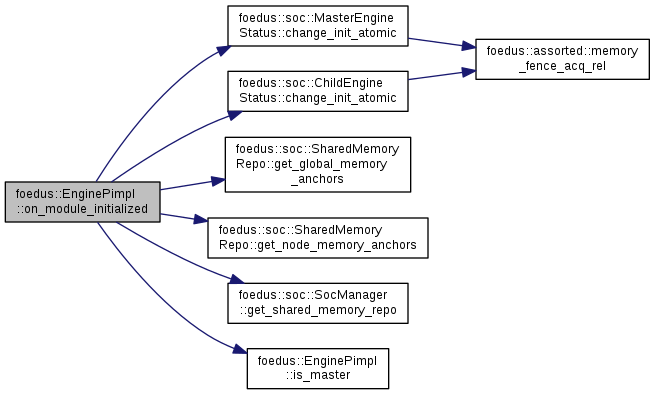 foedus::soc::MasterEngine
Status::change_init_atomic
foedus::assorted::memory
_fence_acq_rel
foedus::soc::ChildEngine
Status::change_init_atomic
foedus::soc::SharedMemory
Repo::get_global_memory
_anchors
foedus::EnginePimpl
::on_module_initialized
foedus::soc::SharedMemory
Repo::get_node_memory_anchors
foedus::soc::SocManager
::get_shared_memory_repo
foedus::EnginePimpl
::is_master